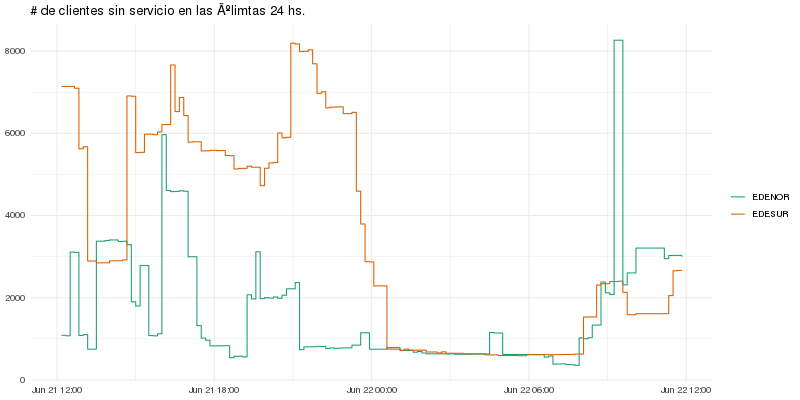 # de clientes sin servicio en las Ãºlimtas 24 hs.
8000
6000
4000
2000
0
Jun 21 12:00
Jun 21 18:00
Jun 22 00:00
Jun 22 06:00
Jun 22 12:00
EDENOR
EDESUR